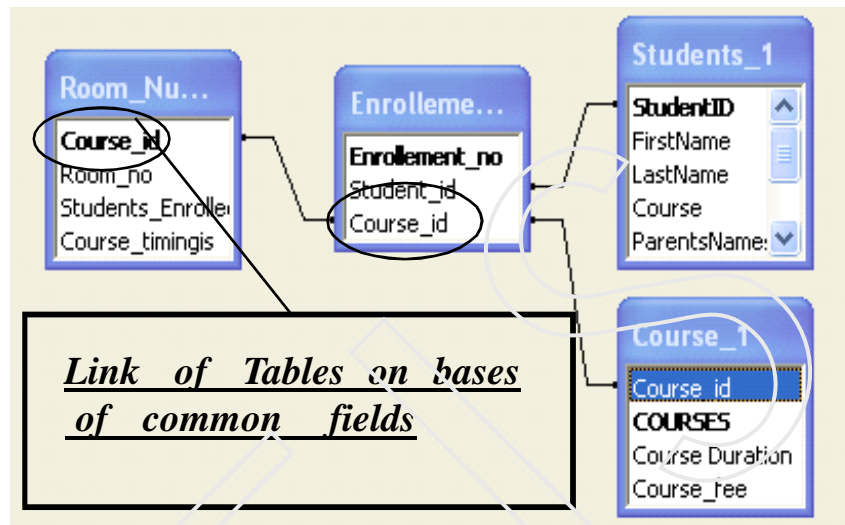 Room_Nu...
Course_id
Room_no
Students_Enrolle
Course_timingis
Enrolleme...
Enrollement_no
Student_id
Course_id
Students_1
StudentID
FirstName
LastName
Course
ParentsName:
Course_1
Course_id
COURSES
Course Duration
Course_fee
Link of Tables on bases
of common fields